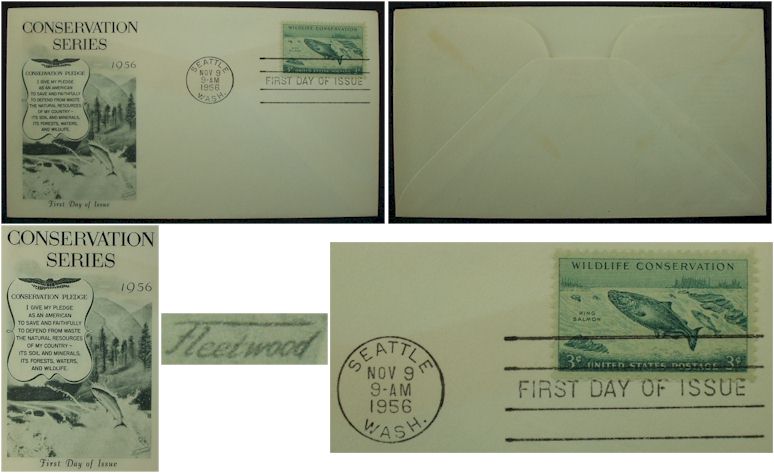 CONSERVATION
SERIES
1956
CONSERVATION PLEDGE
I GIVE MY PLEDGE
AS AN AMERICAN
TO SAVE AND FAITHFULLY
TO DEFEND FROM WASTE
THE NATURAL RESOURCES
OF MY COUNTRY –
ITS SOIL AND MINERALS,
ITS FORESTS, WATERS,
AND WILDLIFE.
First Day of Issue
SEATTLE
NOV 9
9-AM
1956
WASH.
WILDLIFE CONSERVATION
KING
SALMON
3¢ UNITED STATES POSTAGE 3¢
FIRST DAY OF ISSUE
CONSERVATION
SERIES
1956
CONSERVATION PLEDGE
I GIVE MY PLEDGE
AS AN AMERICAN
TO SAVE AND FAITHFULLY
TO DEFEND FROM WASTE
THE NATURAL RESOURCES
OF MY COUNTRY –
ITS SOIL AND MINERALS,
ITS FORESTS, WATERS,
AND WILDLIFE.
First Day of Issue
Fleetwood
SEATTLE
NOV 9
9-AM
1956
WASH.
WILDLIFE CONSERVATION
KING
SALMON
3¢ UNITED STATES POSTAGE 3¢
FIRST DAY OF ISSUE